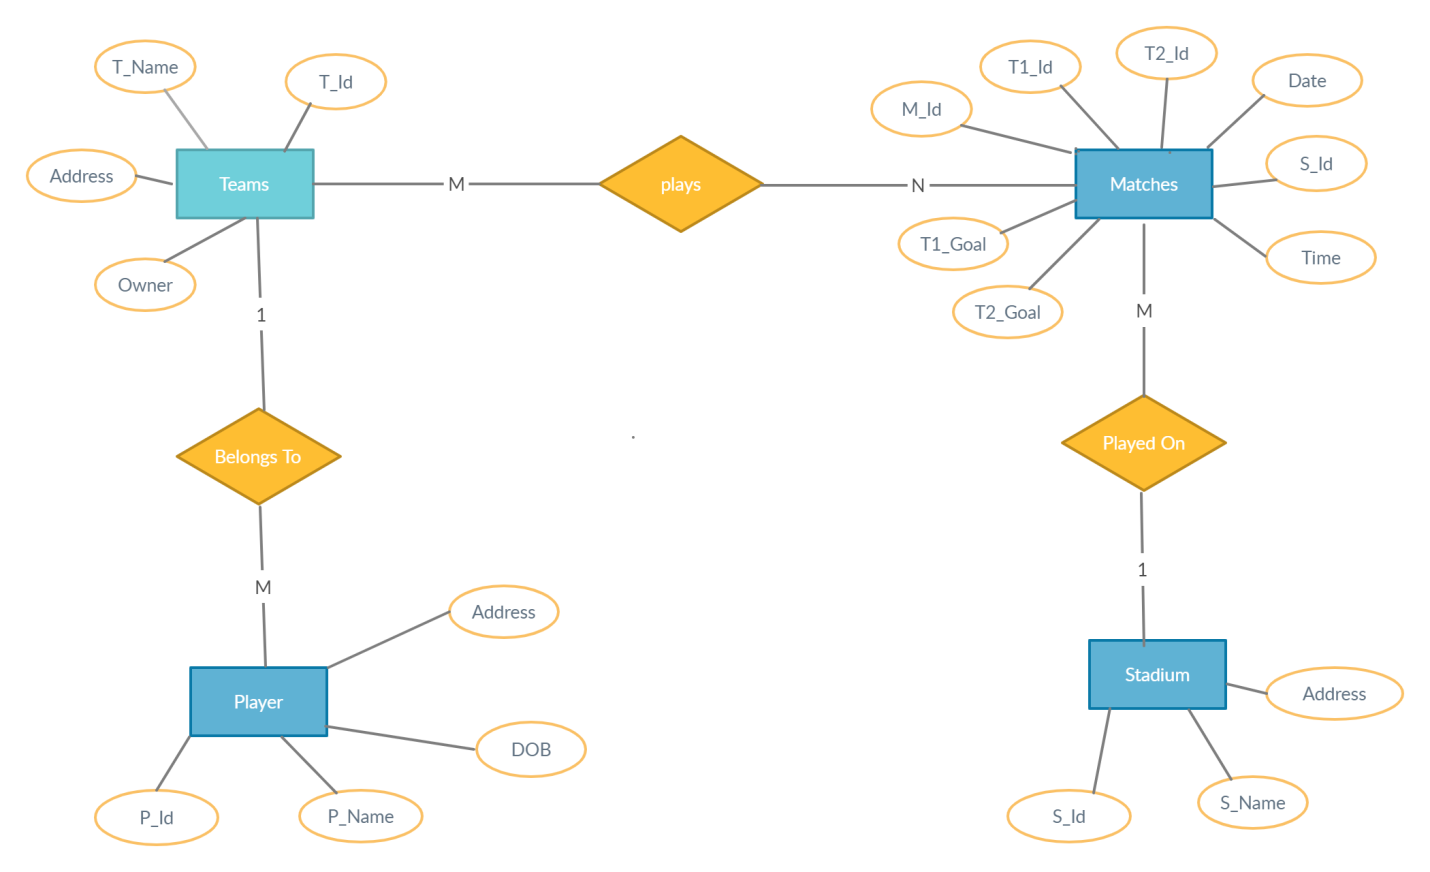 T_Name
T_Id
Address
Teams
Owner
M
plays
N
M_Id
T1_Id
T2_Id
Date
S_Id
Matches
Time
T1_Goal
T2_Goal
1
M
Belongs To
Played On
M
1
Address
Player
DOB
P_Id
P_Name
Stadium
Address
S_Id
S_Name